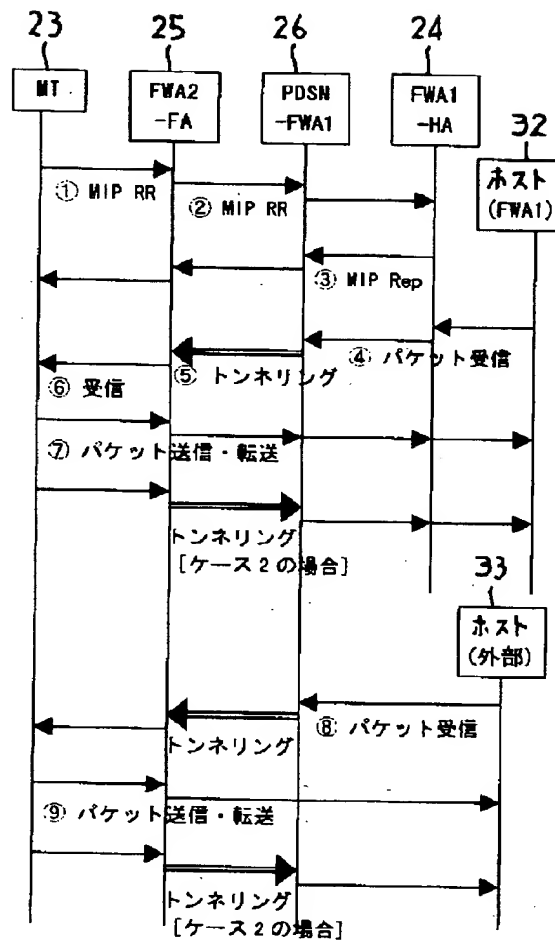 23 25 26 24
32
MT
FWA2
-FA
PDSN
-FWA1
FWA1
-HA
ホスト
(FWA1)
① MIP RR
② MIP RR
③ MIP Rep
④ パケット受信
⑤ トンネリング
⑥ 受信
⑦ パケット送信・転送
トンネリング
[ケース2の場合]
33
ホスト
(外部)
⑧ パケット受信
トンネリング
⑨ パケット送信・転送
トンネリング
[ケース2の場合]